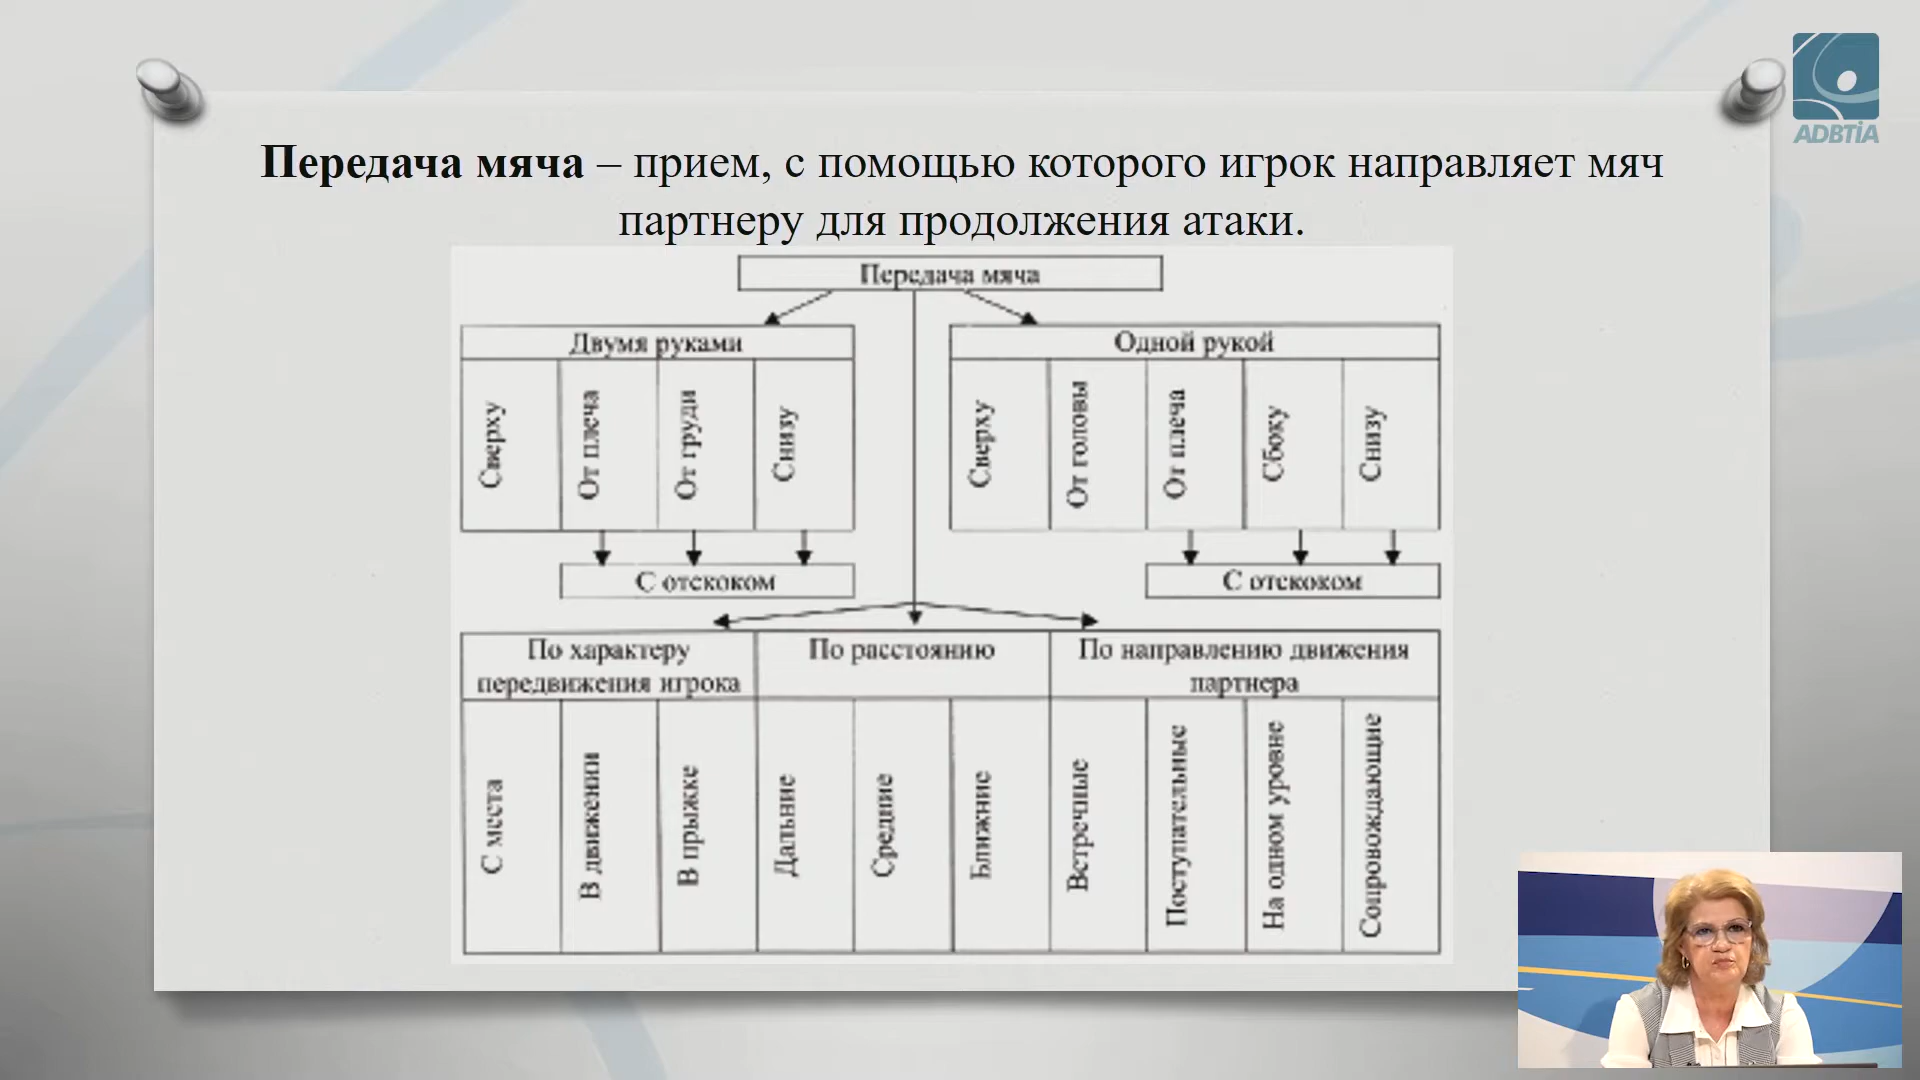 ADBTİA
Передача мяча – прием, с помощью которого игрок направляет мяч
партнеру для продолжения атаки.
Передача мяча
Двумя руками
Одной рукой
Сверху
От плеча
От груди
Снизу
Сверху
От головы
От плеча
Сбоку
Снизу
С отскоком
С отскоком
По характеру
передвижения игрока
По расстоянию
По направлению движения
партнера
С места
В движении
В прыжке
Дальние
Средние
Ближние
Встречные
Поступательные
На одном уровне
Сопровождающие